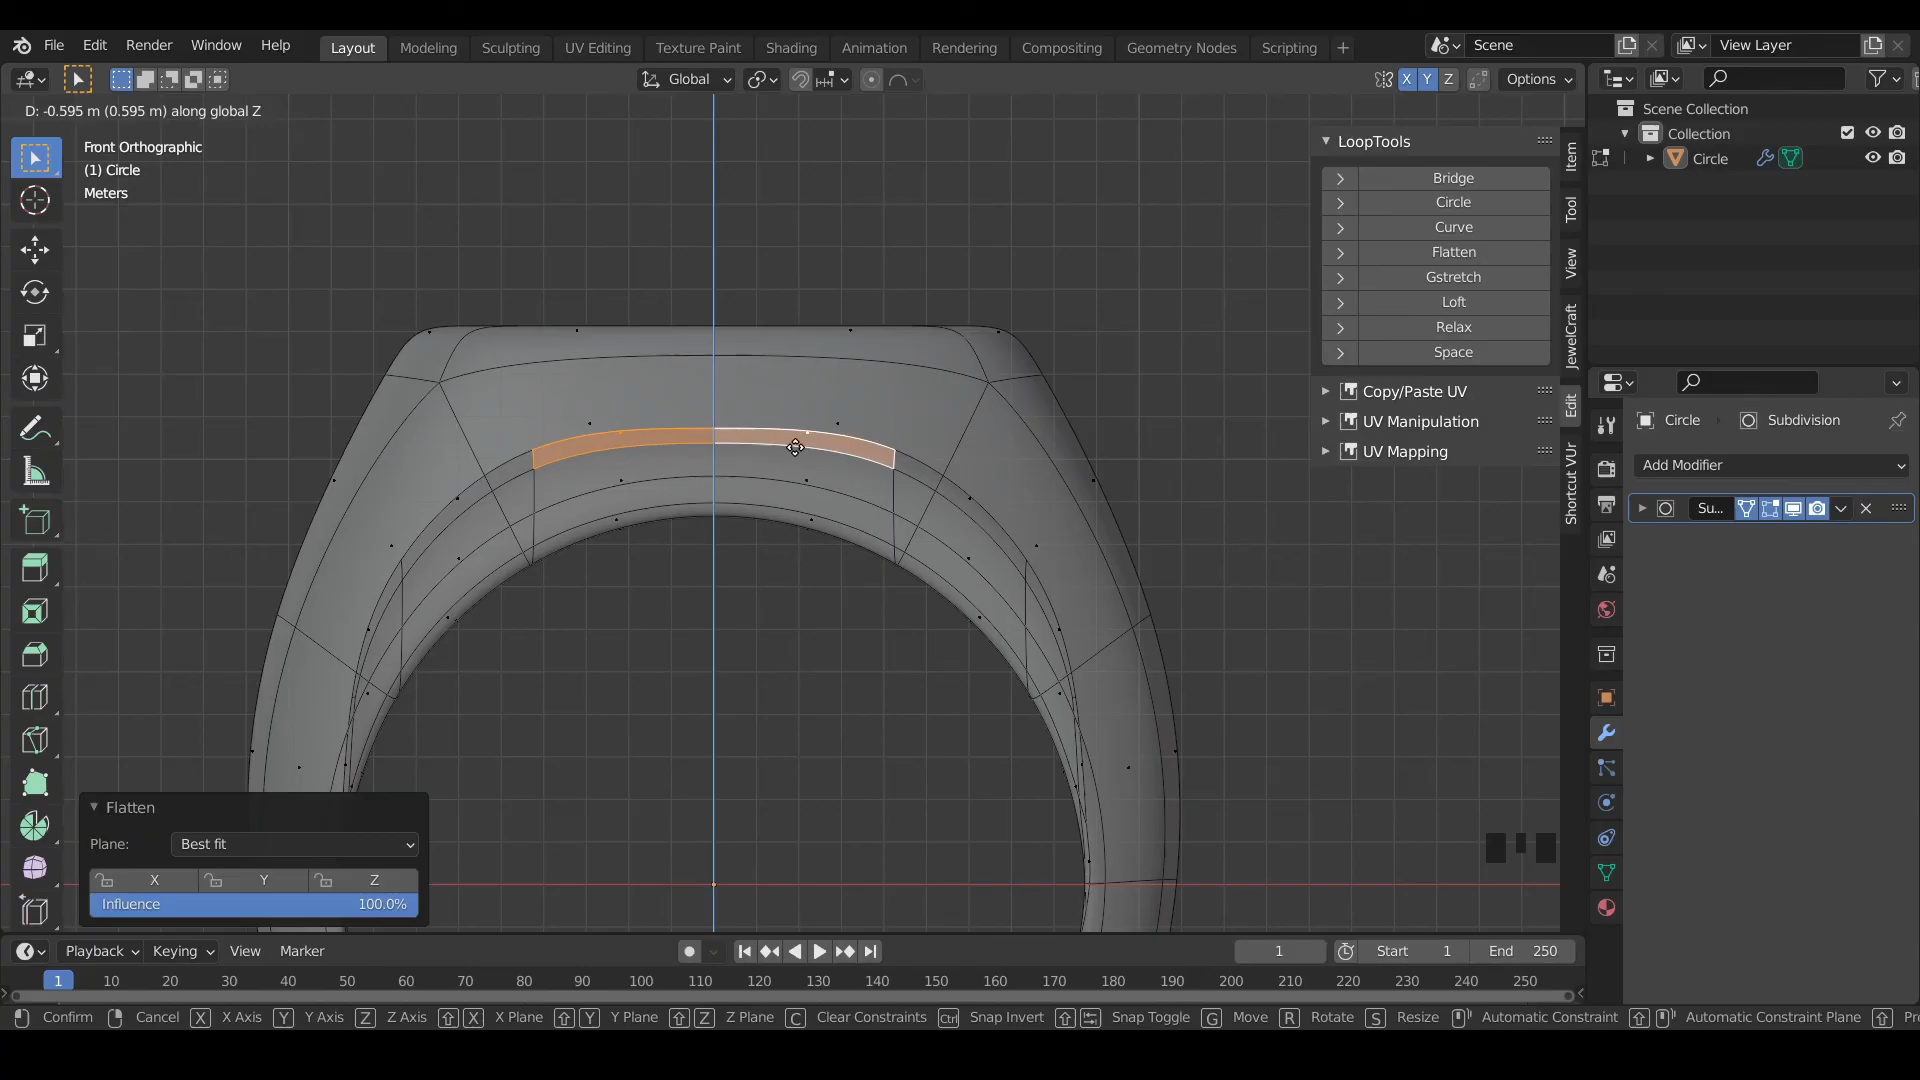 File Edit Render Window Help Layout Modeling Sculpting UV Editing Texture Paint Shading Animation Rendering Compositing Geometry Nodes Scripting + Scene View Layer
Global X Y Z Options
D: -0.595 m (0.595 m) along global Z
Front Orthographic
(1) Circle
Meters
LoopTools
Bridge
Circle
Curve
Flatten
Gstretch
Loft
Relax
Space
Copy/Paste UV
UV Manipulation
UV Mapping
Item
Tool
View
JewelCraft
Edit
Shortcut VUr
Scene Collection
Collection
Circle
Circle Subdivision
Add Modifier
Su...
Flatten
Plane: Best fit
X Y Z
Influence 100.0%
Playback Keying View Marker 1 Start 1 End 250
1 10 20 30 40 50 60 70 80 90 100 110 120 130 140 150 160 170 180 190 200 210 220 230 240 250
Confirm Cancel X X Axis Y Y Axis Z Z Axis X X Plane Y Y Plane Z Z Plane C Clear Constraints Ctrl Snap Invert Snap Toggle G Move R Rotate S Resize Automatic Constraint Automatic Constraint Plane